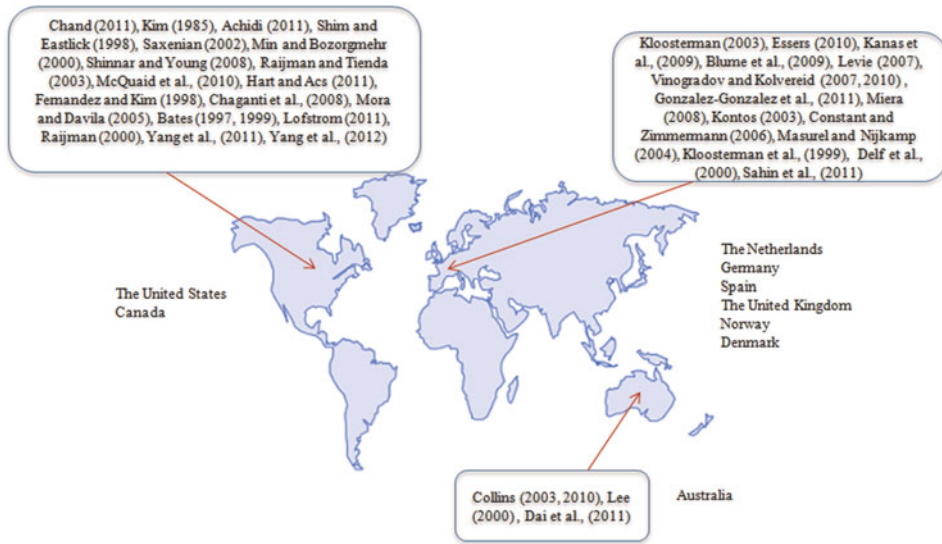 Chand (2011), Kim (1985), Achidi (2011), Shim and
Eastlick (1998), Saxenian (2002), Min and Bozorgmehr
(2000), Shinnar and Young (2008), Raijman and Tienda
(2003), McQuaid et al., (2010), Hart and Acs (2011),
Fernandez and Kim (1998), Chaganti et al., (2008), Mora
and Davila (2005), Bates (1997, 1999), Lofstrom (2011),
Raijman (2000), Yang et al., (2011), Yang et al., (2012)
Kloosterman (2003), Essers (2010), Kanas et
al., (2009), Blume et al., (2009), Levie (2007),
Vinogradov and Kolvereid (2007, 2010) ,
Gonzalez-Gonzalez et al., (2011), Miera
(2008), Kontos (2003), Constant and
Zimmermann (2006), Masurel and Nijkamp
(2004), Kloosterman et al., (1999), Delf et al.,
(2000), Sahin et al., (2011)
The United States
Canada
The Netherlands
Germany
Spain
The United Kingdom
Norway
Denmark
Collins (2003, 2010), Lee
(2000) , Dai et al., (2011)
Australia